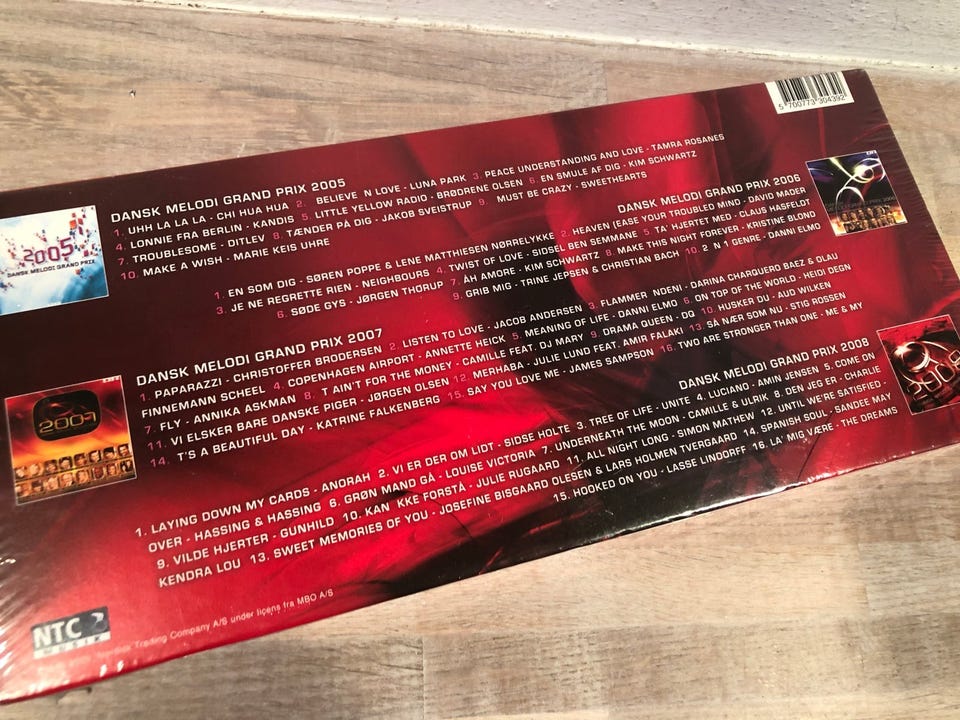 5 700773 304392
DANSK MELODI GRAND PRIX 2005
1. UHH LA LA LA - CHI HUA HUA 2. BELIEVE 'N LOVE - LUNA PARK 3. PEACE UNDERSTANDING AND LOVE - TAMRA ROSANES
4. LONNIE FRA BERLIN - KANDIS 5. LITTLE YELLOW RADIO - BRØDRENE OLSEN 6. EN SMULE AF DIG - KIM SCHWARTZ
7. TROUBLESOME - DITLEV 8. TÆNDER PÅ DIG - JAKOB SVEISTRUP 9. MUST BE CRAZY - SWEETHEARTS
10. MAKE A WISH - MARIE KEIS UHRE
2005
DANSK MELODI GRAND PRIX
DANSK MELODI GRAND PRIX 2006
1. EN SOM DIG - SØREN POPPE & LENE MATTHIESEN NØRRELYKKE 2. HEAVEN (EASE YOUR TROUBLED MIND - DAVID MADER
3. JE NE REGRETTE RIEN - NEIGHBOURS 4. TWIST OF LOVE - SIDSEL BEN SEMMANE 5. TA' HJERTET MED - CLAUS HASFELDT
6. SØDE GYS - JØRGEN THORUP 7. ÅH AMORE - KIM SCHWARTZ 8. MAKE THIS NIGHT FOREVER - KRISTINE BLOND
9. GRIB MIG - TRINE JEPSEN & CHRISTIAN BACH 10. 2 'N 1 GENRE - DANNI ELMO
DANSK MELODI GRAND PRIX 2007
1. PAPARAZZI - CHRISTOFFER BRODERSEN 2. LISTEN TO LOVE - JACOB ANDERSEN 3. FLAMMER NDENI - DARINA CHARQUERO BAEZ & OLAU
FINNEMANN SCHEEL 4. COPENHAGEN AIRPORT - ANNETTE HEICK 5. MEANING OF LIFE - DANNI ELMO 6. ON TOP OF THE WORLD - HEIDI DEGN
7. FLY - ANNIKA ASKMAN 8. T AIN'T FOR THE MONEY - CAMILLE FEAT. DJ MARY 9. DRAMA QUEEN - DQ 10. HUSKER DU - AUD WILKEN
11. VI ELSKER BARE DANSKE PIGER - JØRGEN OLSEN 12. MERHABA - JULIE LUND FEAT. AMIR FALAKI 13. SÅ NÆR SOM NU - STIG ROSSEN
14. T'S A BEAUTIFUL DAY - KATRINE FALKENBERG 15. SAY YOU LOVE ME - JAMES SAMPSON 16. TWO ARE STRONGER THAN ONE - ME & MY
2007
DANSK MELODI GRAND PRIX 2008
1. LAYING DOWN MY CARDS - ANORAH 2. VI ER DER OM LIDT - SIDSE HOLTE 3. TREE OF LIFE - UNITE 4. LUCIANO - AMIN JENSEN 5. COME ON
OVER - HASSING & HASSING 6. GRØN MAND GÅ - LOUISE VICTORIA 7. UNDERNEATH THE MOON - CAMILLE & ULRIK 8. DEN JEG ER - CHARLIE
9. VILDE HJERTER - GUNHILD 10. KAN KKE FORSTÅ - JULIE RUGAARD 11. ALL NIGHT LONG - SIMON MATHEW 12. UNTIL WE'RE SATISFIED -
KENDRA LOU 13. SWEET MEMORIES OF YOU - JOSEFINE BISGAARD OLESEN & LARS HOLMEN TVERGAARD 14. SPANISH SOUL - SANDEE MAY
15. HOOKED ON YOU - LASSE LINDORFF 16. LA' MIG VÆRE - THE DREAMS
NTC
MUSIK
Trading Company A/S under licens fra MBO A/S